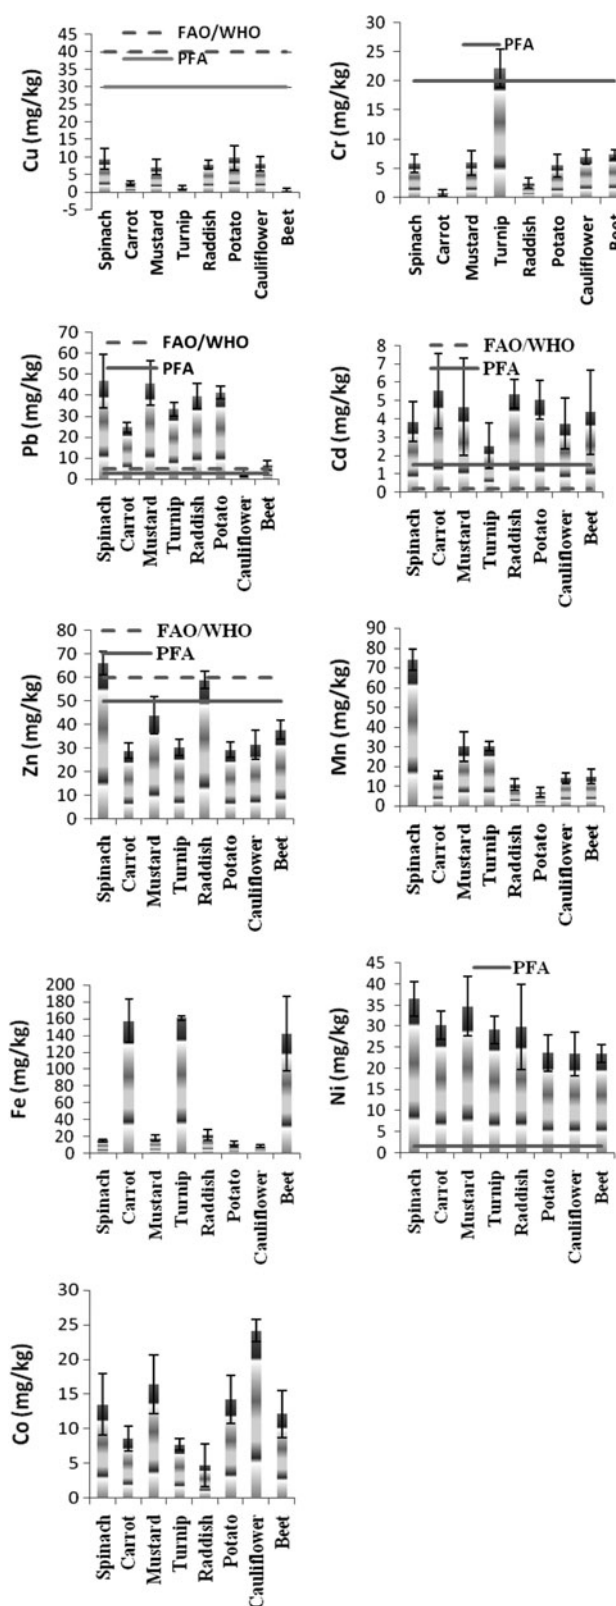 FAO/WHO
PFA
Cu (mg/kg)
45
40
35
30
25
20
15
10
5
0
-5
Spinach
Carrot
Mustard
Turnip
Raddish
Potato
Cauliflower
Beet
PFA
Cr (mg/kg)
30
25
20
15
10
5
0
Spinach
Carrot
Mustard
Turnip
Raddish
Potato
Cauliflower
Beet
FAO/WHO
PFA
Pb (mg/kg)
70
60
50
40
30
20
10
0
Spinach
Carrot
Mustard
Turnip
Raddish
Potato
Cauliflower
Beet
FAO/WHO
PFA
Cd (mg/kg)
8
7
6
5
4
3
2
1
0
Spinach
Carrot
Mustard
Turnip
Raddish
Potato
Cauliflower
Beet
FAO/WHO
PFA
Zn (mg/kg)
80
70
60
50
40
30
20
10
0
Spinach
Carrot
Mustard
Turnip
Raddish
Potato
Cauliflower
Beet
Mn (mg/kg)
90
80
70
60
50
40
30
20
10
0
Spinach
Carrot
Mustard
Turnip
Raddish
Potato
Cauliflower
Beet
Fe (mg/kg)
200
180
160
140
120
100
80
60
40
20
0
Spinach
Carrot
Mustard
Turnip
Raddish
Potato
Cauliflower
Beet
PFA
Ni (mg/kg)
45
40
35
30
25
20
15
10
5
0
Spinach
Carrot
Mustard
Turnip
Raddish
Potato
Cauliflower
Beet
Co (mg/kg)
30
25
20
15
10
5
0
Spinach
Carrot
Mustard
Turnip
Raddish
Potato
Cauliflower
Beet